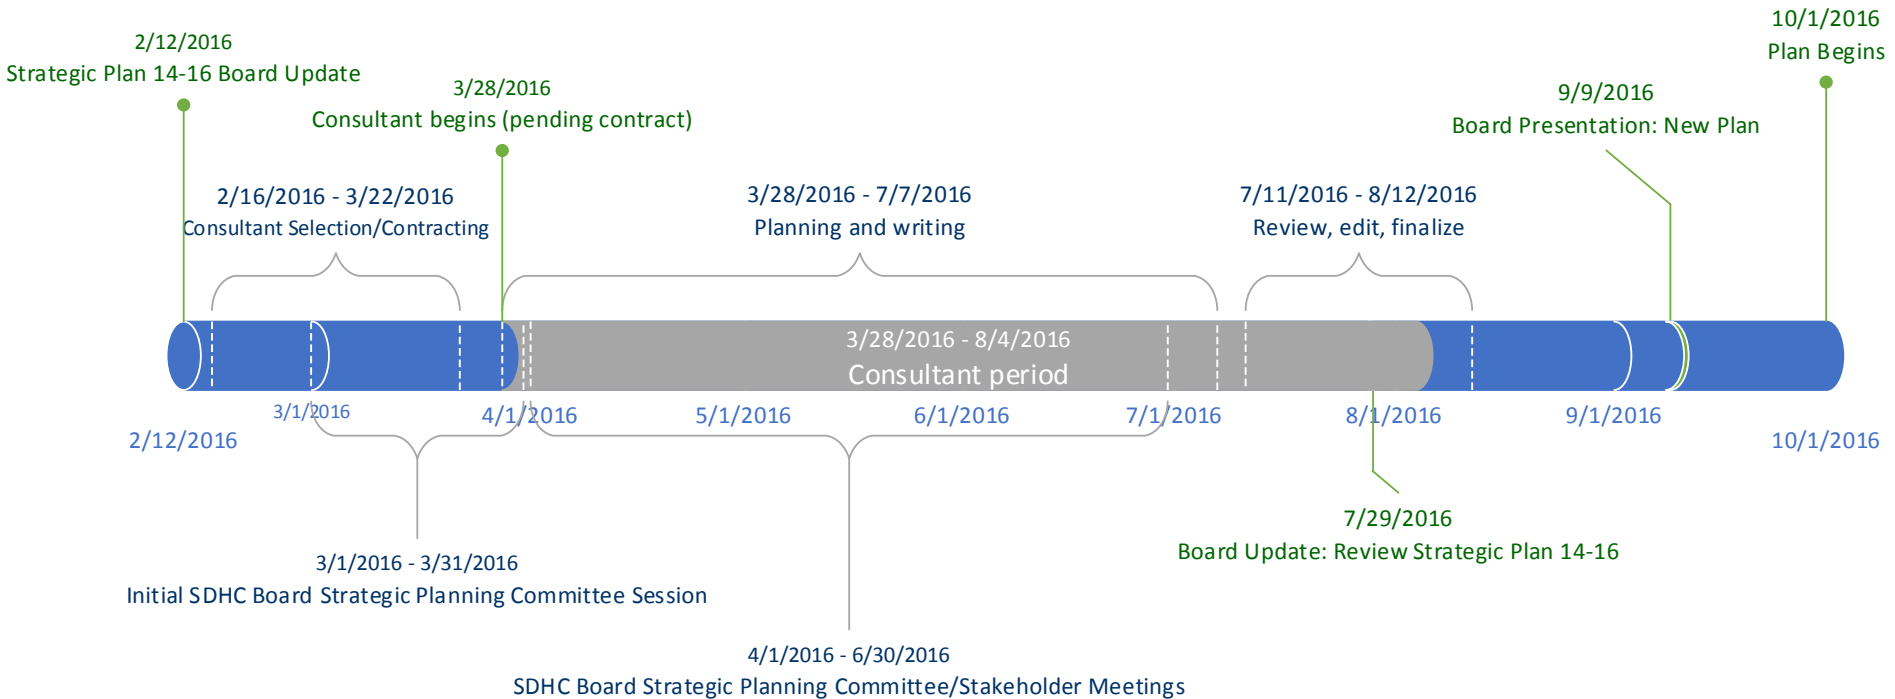 10/1/2016
Plan Begins
2/12/2016
Strategic Plan 14-16 Board Update
3/28/2016
Consultant begins (pending contract)
9/9/2016
Board Presentation: New Plan
2/16/2016 - 3/22/2016
Consultant Selection/Contracting
3/28/2016 - 7/7/2016
Planning and writing
7/11/2016 - 8/12/2016
Review, edit, finalize
3/28/2016 - 8/4/2016
Consultant period
3/1/2016
4/1/2016
5/1/2016
6/1/2016
7/1/2016
8/1/2016
9/1/2016
2/12/2016
10/1/2016
7/29/2016
Board Update: Review Strategic Plan 14-16
3/1/2016 - 3/31/2016
Initial SDHC Board Strategic Planning Committee Session
4/1/2016 - 6/30/2016
SDHC Board Strategic Planning Committee/Stakeholder Meetings